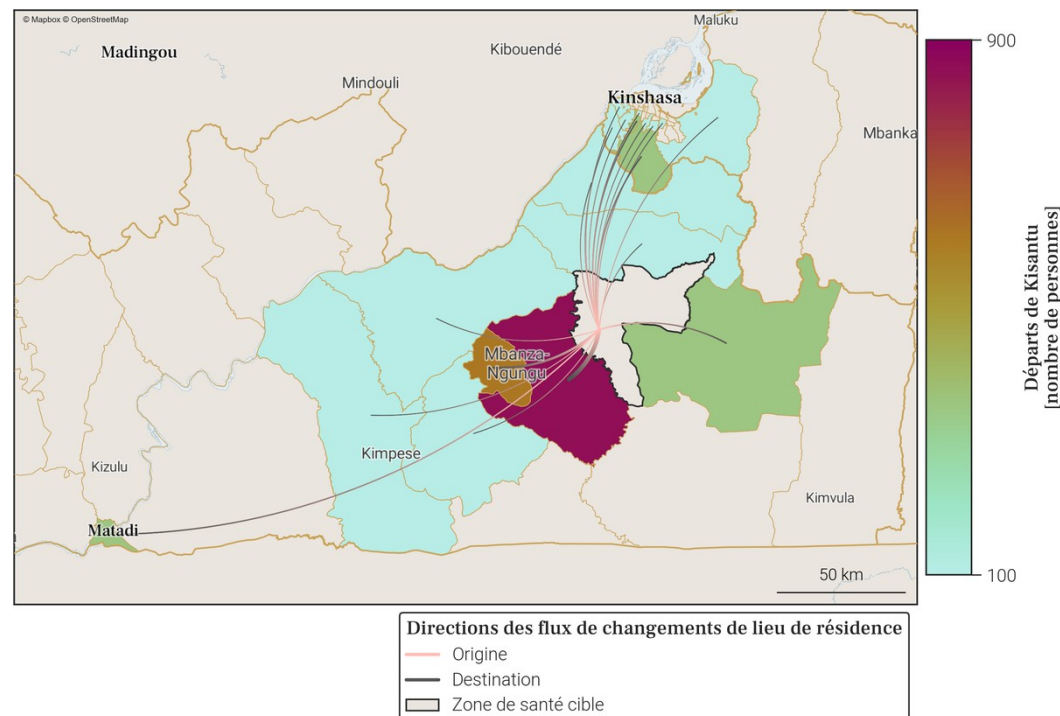 © Mapbox © OpenStreetMap
Maluku
Madingou
Kibouendé
Mindouli
Kinshasa
Mbanka
Mbanza-
Ngungu
Kimpese
Kizulu
Kimvula
Matadi
50 km
900
Départs de Kisantu
[nombre de personnes]
100
Directions des flux de changements de lieu de résidence
Origine
Destination
Zone de santé cible